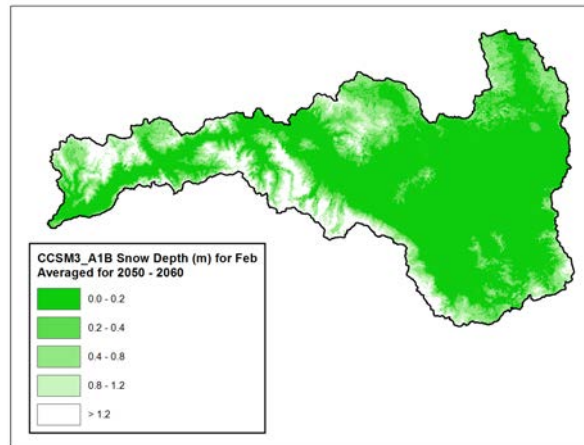 CCSM3_A1B Snow Depth (m) for Feb
Averaged for 2050 - 2060
0.0 - 0.2
0.2 - 0.4
0.4 - 0.8
0.8 - 1.2
> 1.2